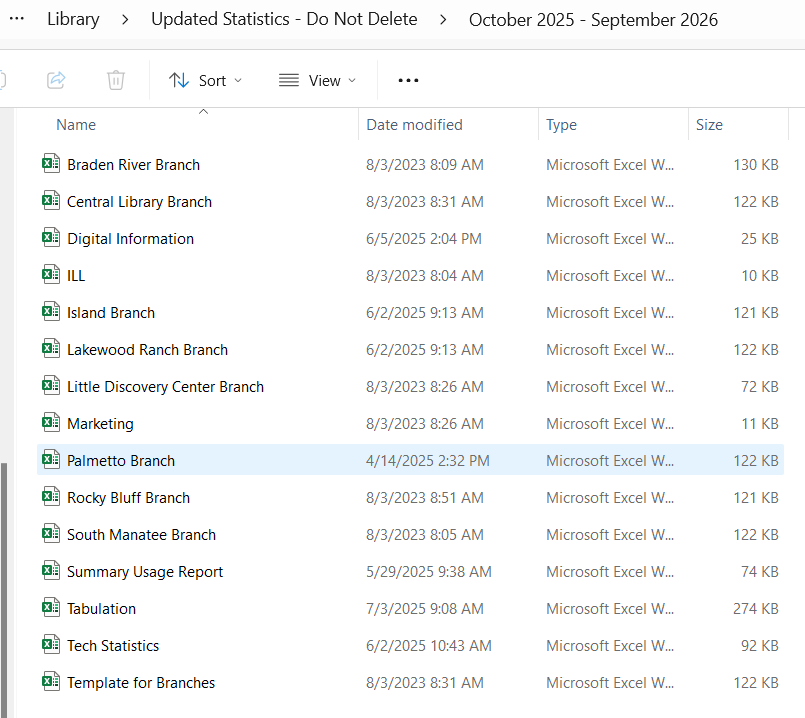 ... Library > Updated Statistics - Do Not Delete > October 2025 - September 2026
Sort View ...
Name Date modified Type Size
Braden River Branch 8/3/2023 8:09 AM Microsoft Excel W... 130 KB
Central Library Branch 8/3/2023 8:31 AM Microsoft Excel W... 122 KB
Digital Information 6/5/2025 2:04 PM Microsoft Excel W... 25 KB
ILL 8/3/2023 8:04 AM Microsoft Excel W... 10 KB
Island Branch 6/2/2025 9:13 AM Microsoft Excel W... 121 KB
Lakewood Ranch Branch 6/2/2025 9:13 AM Microsoft Excel W... 122 KB
Little Discovery Center Branch 8/3/2023 8:26 AM Microsoft Excel W... 72 KB
Marketing 8/3/2023 8:26 AM Microsoft Excel W... 11 KB
Palmetto Branch 4/14/2025 2:32 PM Microsoft Excel W... 122 KB
Rocky Bluff Branch 8/3/2023 8:51 AM Microsoft Excel W... 121 KB
South Manatee Branch 8/3/2023 8:05 AM Microsoft Excel W... 122 KB
Summary Usage Report 5/29/2025 9:38 AM Microsoft Excel W... 74 KB
Tabulation 7/3/2025 9:08 AM Microsoft Excel W... 274 KB
Tech Statistics 6/2/2025 10:43 AM Microsoft Excel W... 92 KB
Template for Branches 8/3/2023 8:31 AM Microsoft Excel W... 122 KB